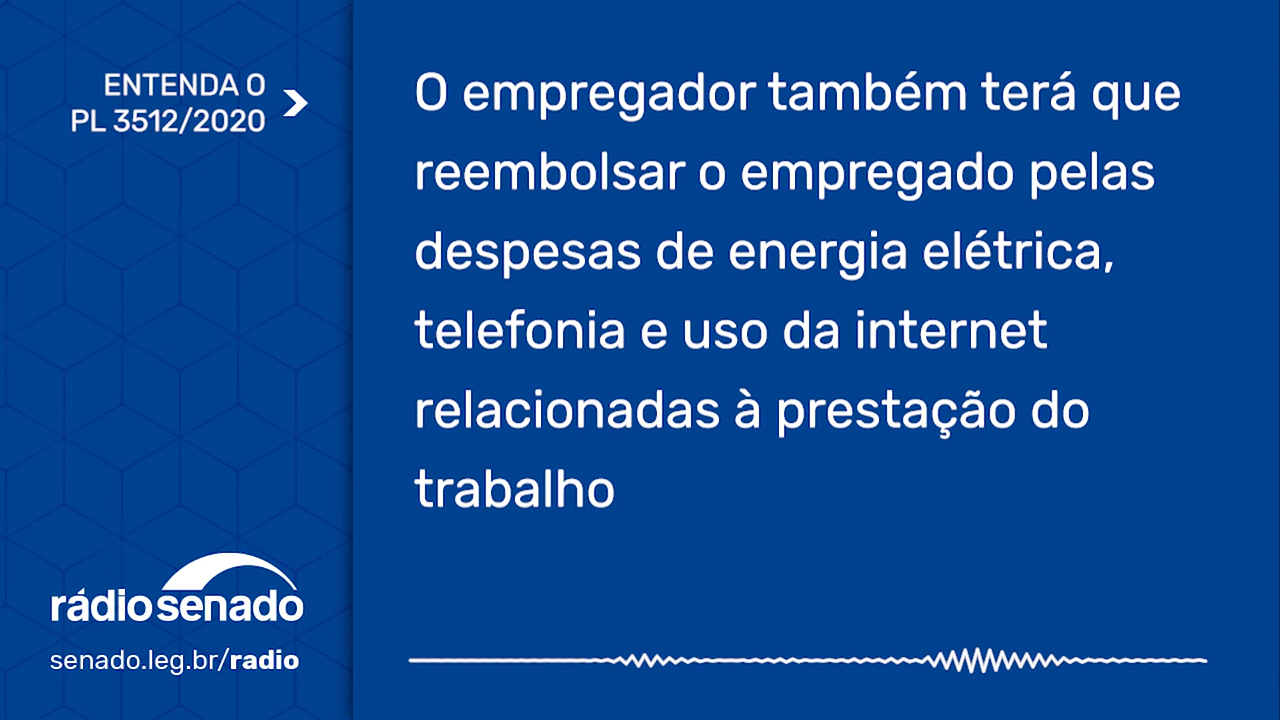 ENTENDA O
PL 3512/2020
O empregador também terá que
reembolsar o empregado pelas
despesas de energia elétrica,
telefonia e uso da internet
relacionadas à prestação do
trabalho
rádio senado
senado.leg.br/radio